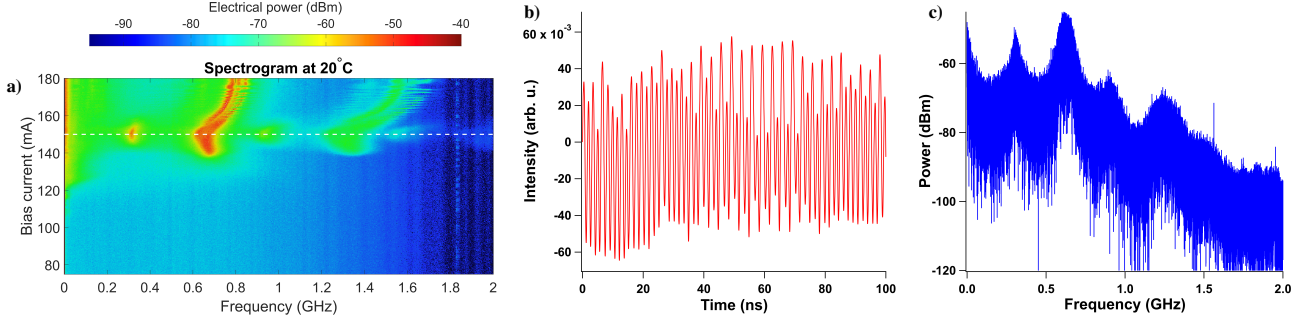 Electrical power (dBm)
-90 -80 -70 -60 -50 -40
a)
Spectrogram at 20°C
Bias current (mA)
180
160
140
120
100
80
0 0.2 0.4 0.6 0.8 1 1.2 1.4 1.6 1.8 2
Frequency (GHz)
b)
Intensity (arb. u.)
60 x 10-3
40
20
0
-20
-40
-60
0 20 40 60 80 100
Time (ns)
c)
Power (dBm)
-60
-80
-100
-120
0.0 0.5 1.0 1.5 2.0
Frequency (GHz)